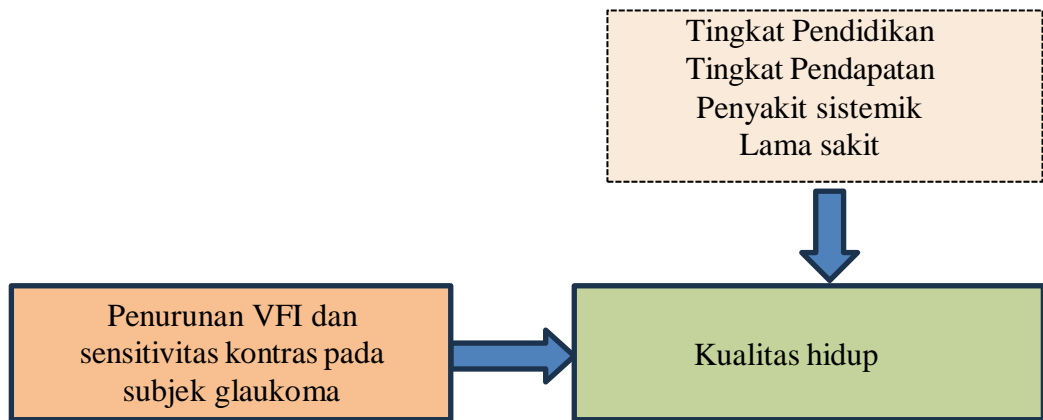 Tingkat Pendidikan
Tingkat Pendapatan
Penyakit sistemik
Lama sakit
Penurunan VFI dan
sensitivitas kontras pada
subjek glaukoma
Kualitas hidup